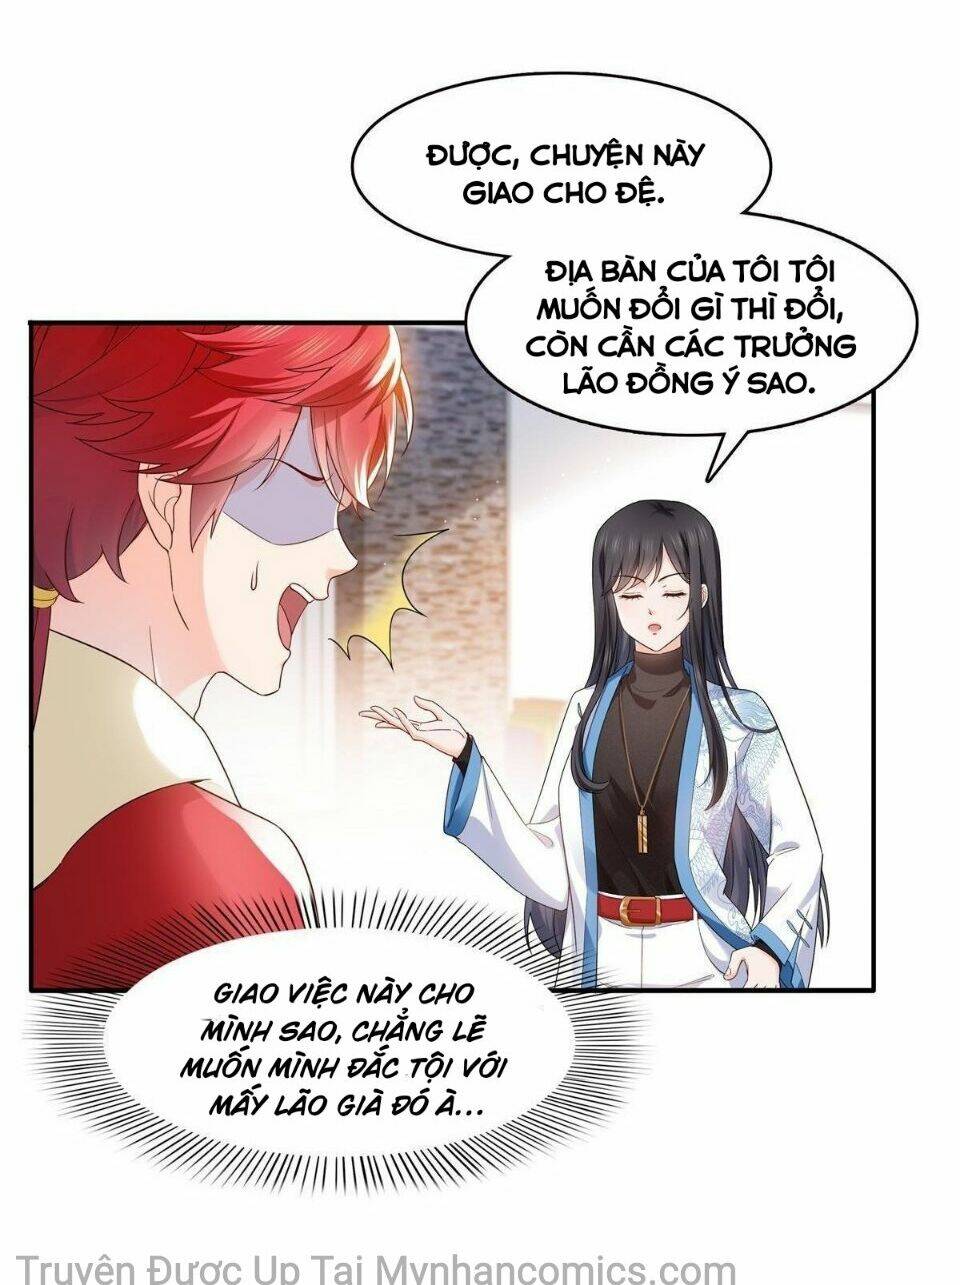 ĐƯỢC, CHUYỆN NÀY
GIAO CHO ĐỆ.
ĐỊA BÀN CỦA TÔI TÔI
MUỐN ĐỔI GÌ THÌ ĐỔI,
CÒN CẦN CÁC TRƯỞNG
LÃO ĐỒNG Ý SAO.
GIAO VIỆC NÀY CHO
MÌNH SAO, CHẲNG LẼ
MUỐN MÌNH ĐẮC TỘI VỚI
MẤY LÃO GIÀ ĐÓ À...
Truyện Được Up Tại Mynhancomics.com